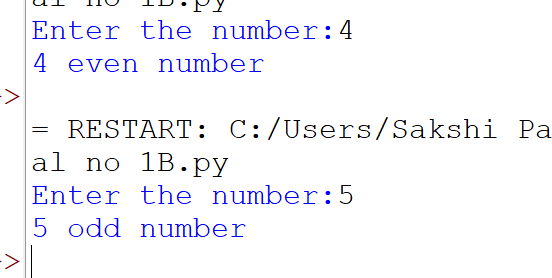 al no 1B.py
Enter the number:4
4 even number
>
= RESTART: C:/Users/Sakshi Pa
al no 1B.py
Enter the number:5
5 odd number
>